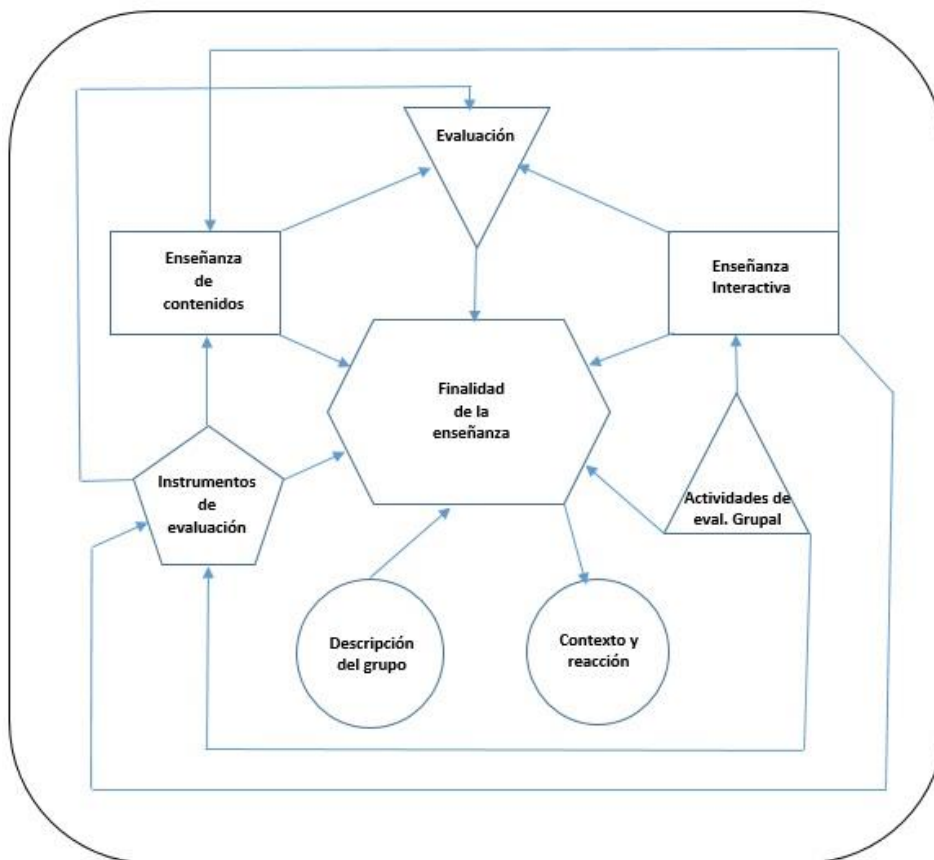 Evaluación
Enseñanza
de
contenidos
Enseñanza
Interactiva
Finalidad
de la
enseñanza
Instrumentos
de
evaluación
Actividades de
eval. Grupal
Descripción
del grupo
Contexto y
reacción